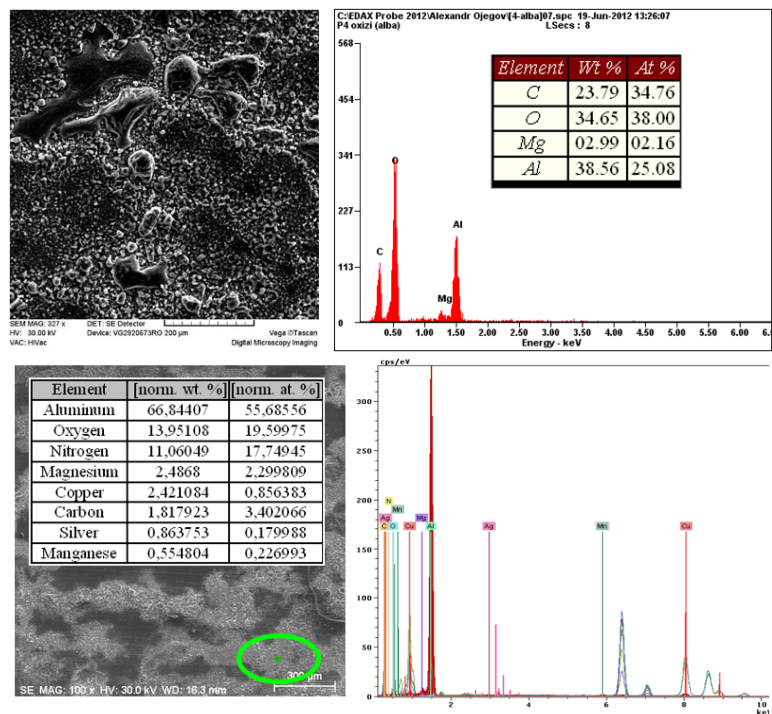 C:\EDAX Probe 2012\Alexandr Ojegov\[4-alba]07.spc 19-Jun-2012 13:26:07
P4 oxizi (alba) LSecs : 8
568
454
341
227
113
0
Element Wt % At %
C 23.79 34.76
O 34.65 38.00
Mg 02.99 02.16
Al 38.56 25.08
C
O
Mg
Al
0.50 1.00 1.50 2.00 2.50 3.00 3.50 4.00 4.50 5.00 5.50 6.00 6.5
Energy - keV
SEM MAG: 327 x DET: SE Detector
HV: 30.00 kV Device: VG2920673RO 200 µm Vega ©Tescan
VAC: HiVac Digital Microscopy Imaging
Element [norm. wt. %] [norm. at. %]
Aluminum 66,84407 55,68556
Oxygen 13,95108 19,59975
Nitrogen 11,06049 17,74945
Magnesium 2,4868 2,299809
Copper 2,421084 0,856383
Carbon 1,817923 3,402066
Silver 0,863753 0,179988
Manganese 0,554804 0,226993
300 µm
SE MAG: 100 x HV: 30.0 kV WD: 16.3 mm
cps/eV
300
250
200
150
100
50
0
N
Mn
Ag Mg
C O Cu Al Ag Mn Cu
2 4 6 8 10
keV